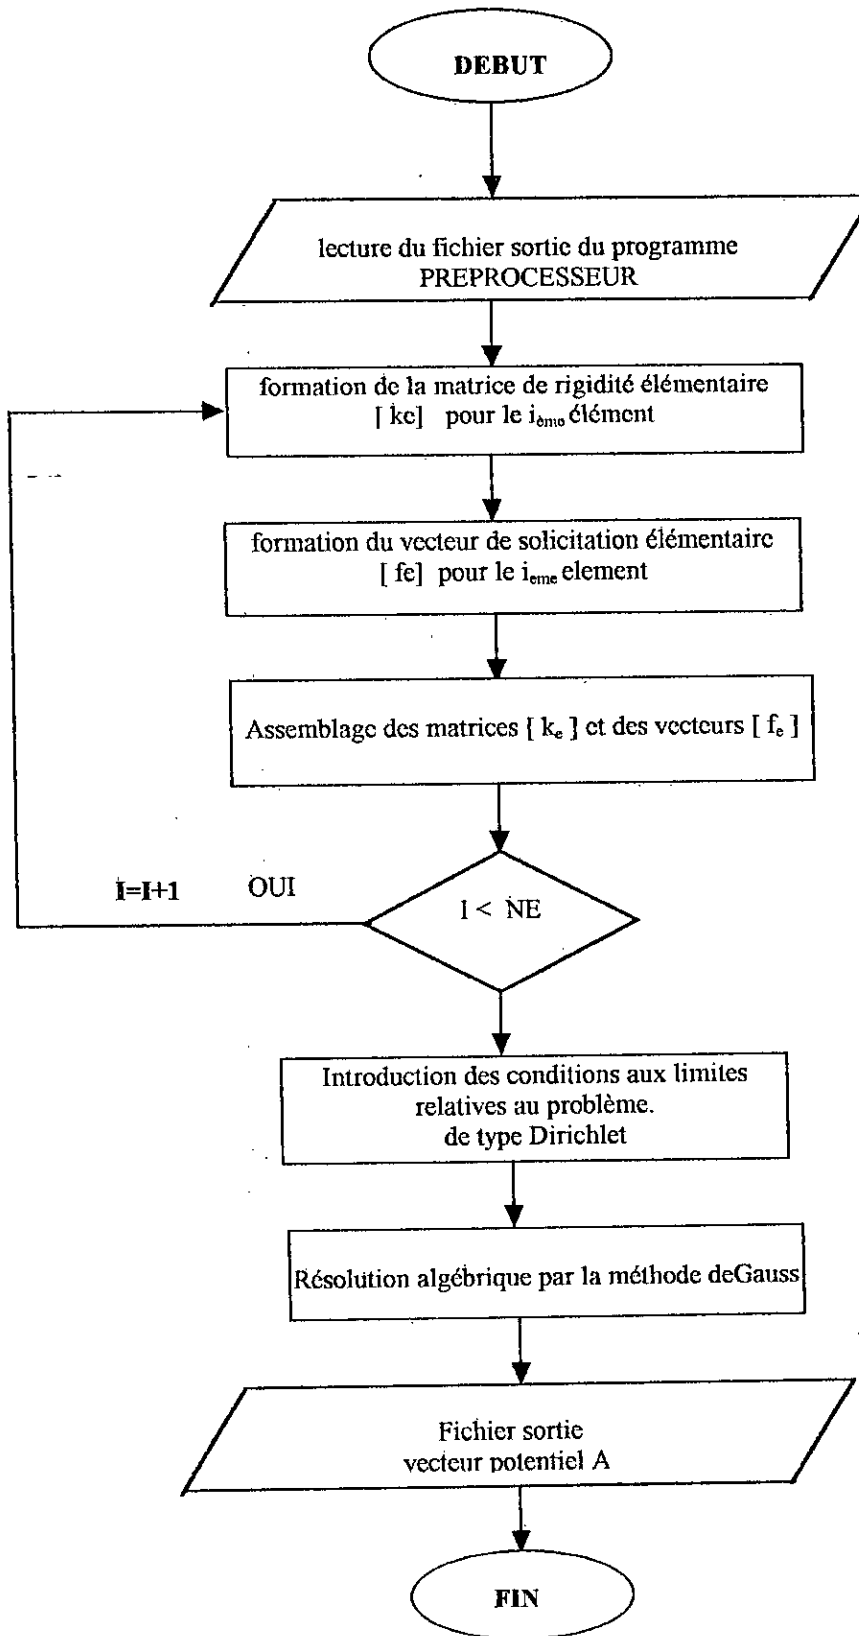 DEBUT
lecture du fichier sortie du programme
PREPROCESSEUR
formation de la matrice de rigidité élémentaire
[ ke] pour le ième élément
formation du vecteur de solicitation élémentaire
[ fe] pour le ieme element
Assemblage des matrices [ ke ] et des vecteurs [ fe ]
I=I+1 OUI
I < NE
Introduction des conditions aux limites
relatives au problème.
de type Dirichlet
Résolution algébrique par la méthode deGauss
Fichier sortie
vecteur potentiel A
FIN